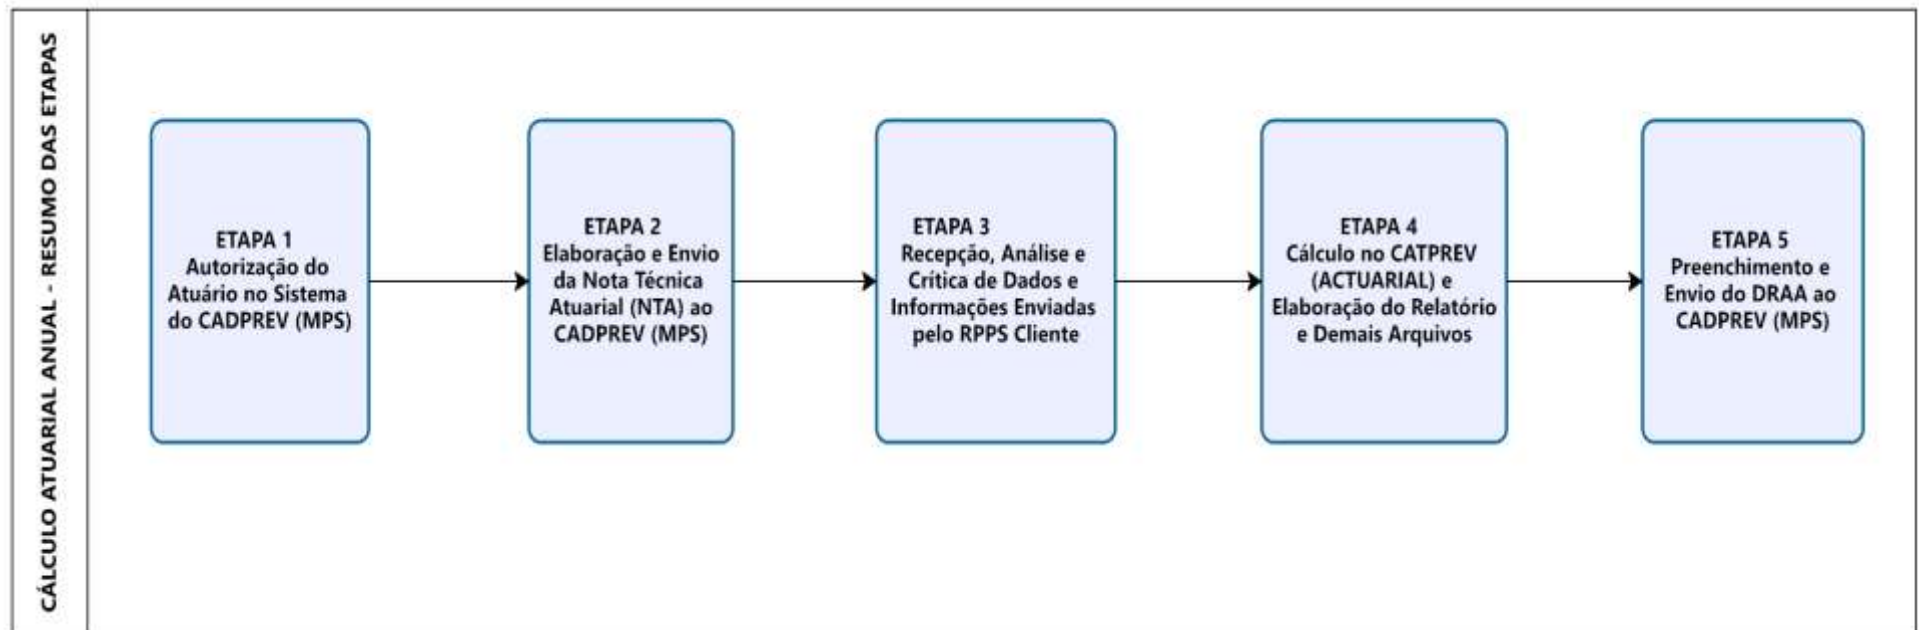 CÁLCULO ATUARIAL ANUAL - RESUMO DAS ETAPAS
ETAPA 1
Autorização do
Atuário no Sistema
do CADPREV (MPS)
ETAPA 2
Elaboração e Envio
da Nota Técnica
Atuarial (NTA) ao
CADPREV (MPS)
ETAPA 3
Recepção, Análise e
Crítica de Dados e
Informações Enviadas
pelo RPPS Cliente
ETAPA 4
Cálculo no CATPREV
(ACTUARIAL) e
Elaboração do Relatório
e Demais Arquivos
ETAPA 5
Preenchimento e
Envio do DRAA ao
CADPREV (MPS)